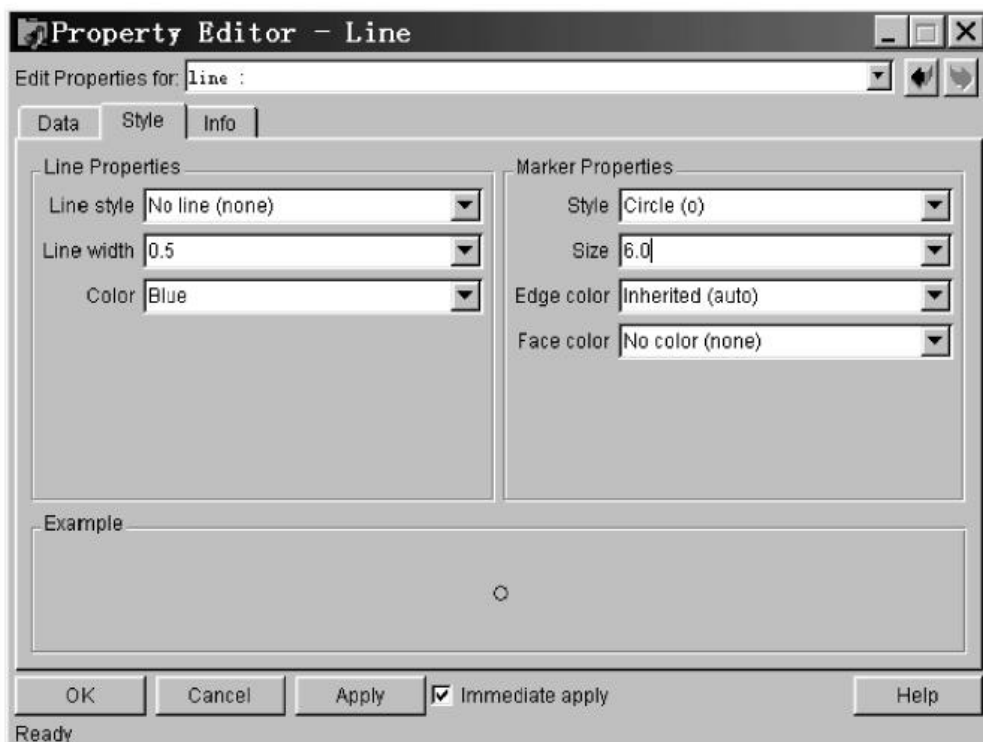 Property Editor - Line
Edit Properties for: line :
Data Style Info
Line Properties
Line style No line (none)
Line width 0.5
Color Blue
Marker Properties
Style Circle (o)
Size 6.0
Edge color Inherited (auto)
Face color No color (none)
Example
OK Cancel Apply Immediate apply Help
Ready